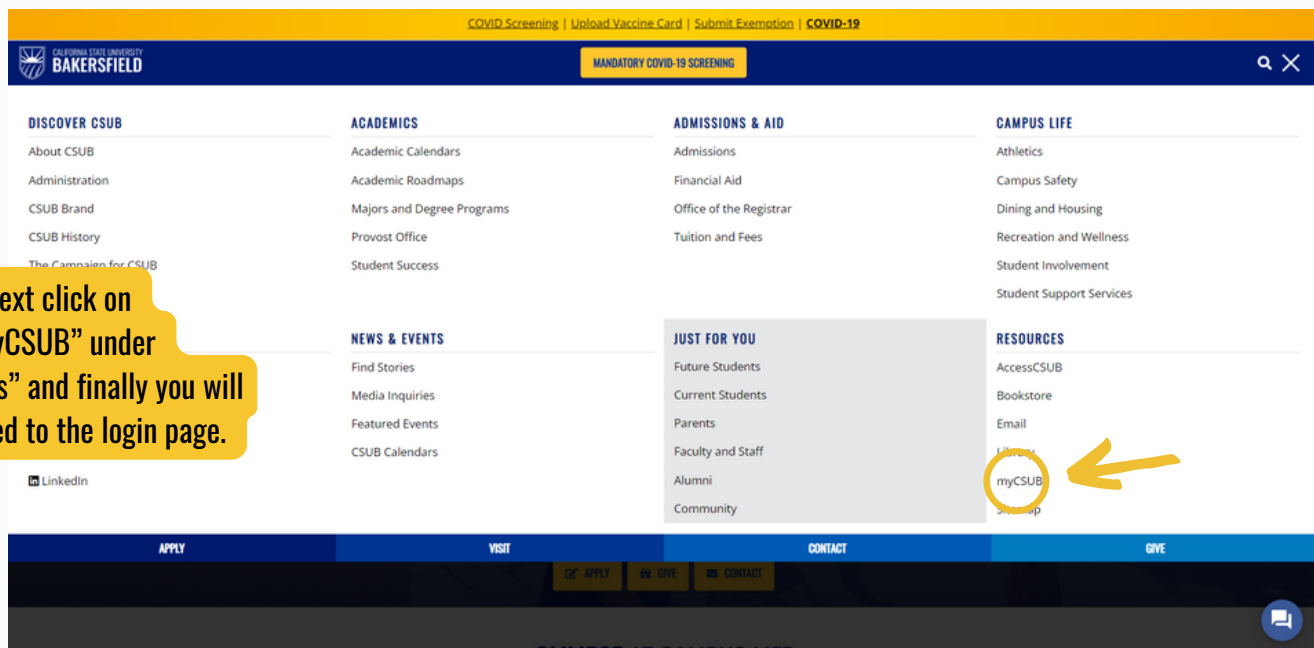 COVID Screening | Upload Vaccine Card | Submit Exemption | COVID-19
CALIFORNIA STATE UNIVERSITY
BAKERSFIELD
MANDATORY COVID-19 SCREENING
DISCOVER CSUB
About CSUB
Administration
CSUB Brand
CSUB History
The Campaign for CSUB
ACADEMICS
Academic Calendars
Academic Roadmaps
Majors and Degree Programs
Provost Office
Student Success
ADMISSIONS & AID
Admissions
Financial Aid
Office of the Registrar
Tuition and Fees
CAMPUS LIFE
Athletics
Campus Safety
Dining and Housing
Recreation and Wellness
Student Involvement
Student Support Services
ext click on
yCSUB” under
s” and finally you will
ed to the login page.
LinkedIn
NEWS & EVENTS
Find Stories
Media Inquiries
Featured Events
CSUB Calendars
JUST FOR YOU
Future Students
Current Students
Parents
Faculty and Staff
Alumni
Community
RESOURCES
AccessCSUB
Bookstore
Email
Library
myCSUB
Sitemap
APPLY
VISIT
CONTACT
GIVE
APPLY
GIVE
CONTACT